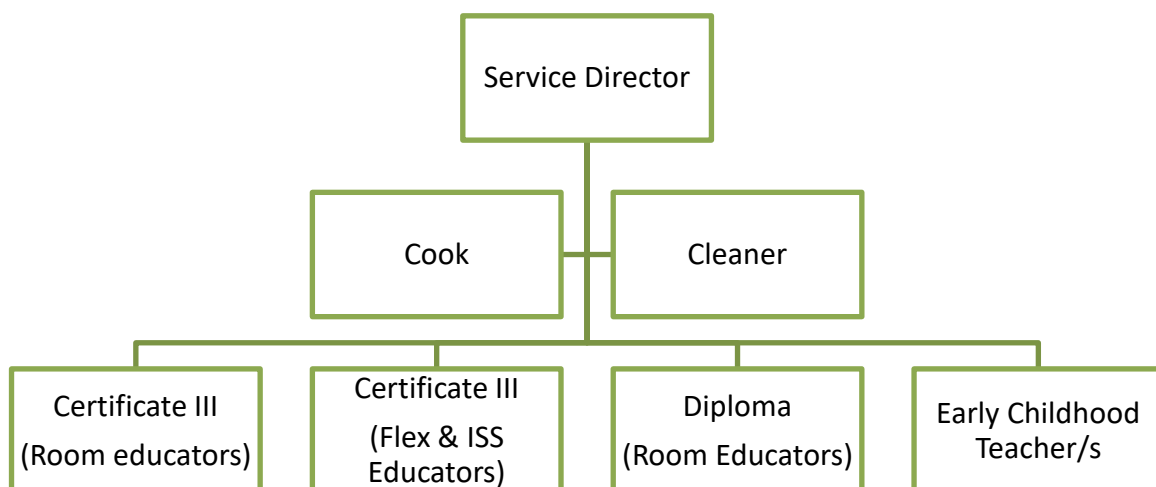 Service Director
Cook
Cleaner
Certificate III
(Room educators)
Certificate III
(Flex & ISS
Educators)
Diploma
(Room Educators)
Early Childhood
Teacher/s